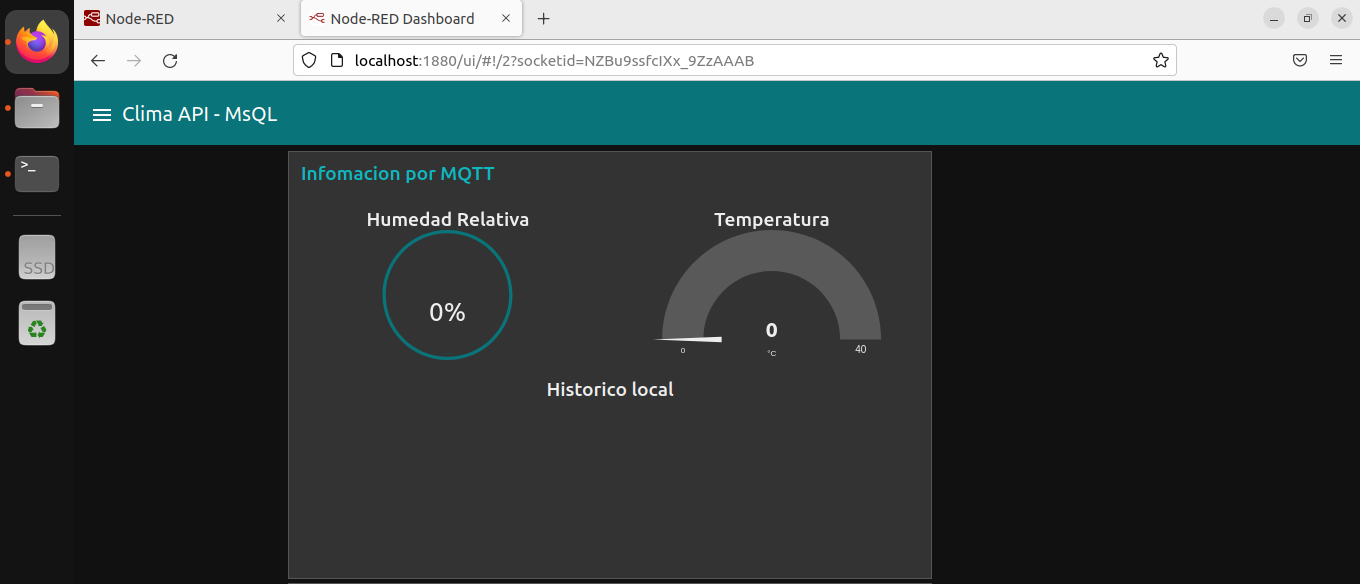 Node-RED
Node-RED Dashboard
localhost:1880/ui/#!/2?socketid=NZBu9ssfcIXx_9ZzAAAB
Clima API - MsQL
Infomacion por MQTT
Humedad Relativa
Temperatura
0%
0
0
°C
40
Historico local
>_
SSD